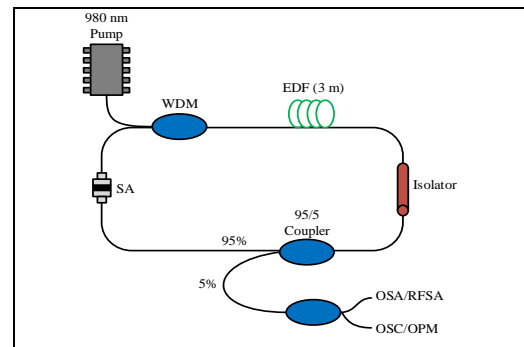 980 nm
Pump
WDM
EDF (3 m)
SA
Isolator
95/5
Coupler
95%
5%
OSA/RFSA
OSC/OPM